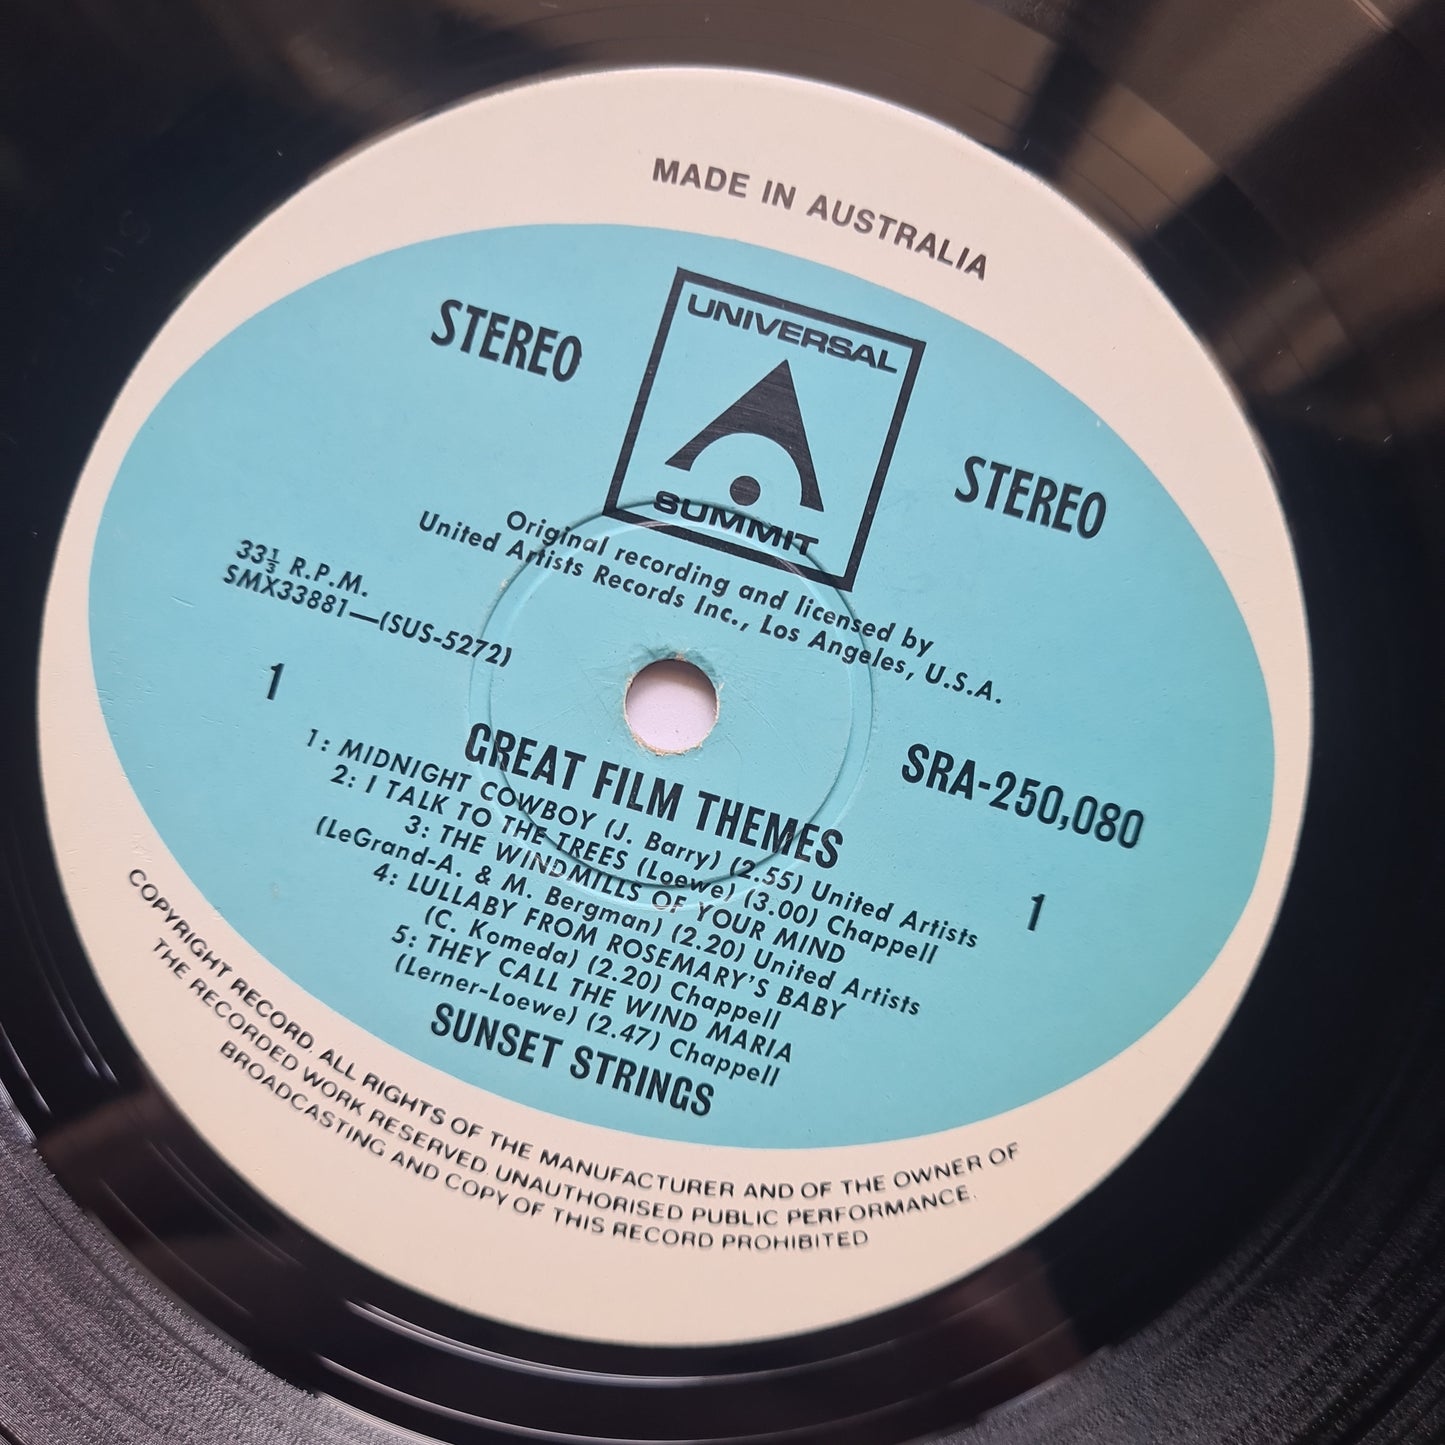 MADE IN AUSTRALIA
UNIVERSAL
SUMMIT
STEREO
STEREO
Original recording and licensed by
United Artists Records Inc., Los Angeles, U.S.A.
33⅓ R.P.M.
SMX33881—(SUS-5272)
1
SRA-250,080
1
GREAT FILM THEMES
1: MIDNIGHT COWBOY (J. Barry) (2.55) United Artists
2: I TALK TO THE TREES (Loewe) (3.00) Chappell
3: THE WINDMILLS OF YOUR MIND
(LeGrand-A. & M. Bergman) (2.20) United Artists
4: LULLABY FROM ROSEMARY'S BABY
(C. Komeda) (2.20) Chappell
5: THEY CALL THE WIND MARIA
(Lerner-Loewe) (2.47) Chappell
SUNSET STRINGS
COPYRIGHT RECORD. ALL RIGHTS OF THE MANUFACTURER AND OF THE OWNER OF
THE RECORDED WORK RESERVED. UNAUTHORISED PUBLIC PERFORMANCE.
BROADCASTING AND COPY OF THIS RECORD PROHIBITED